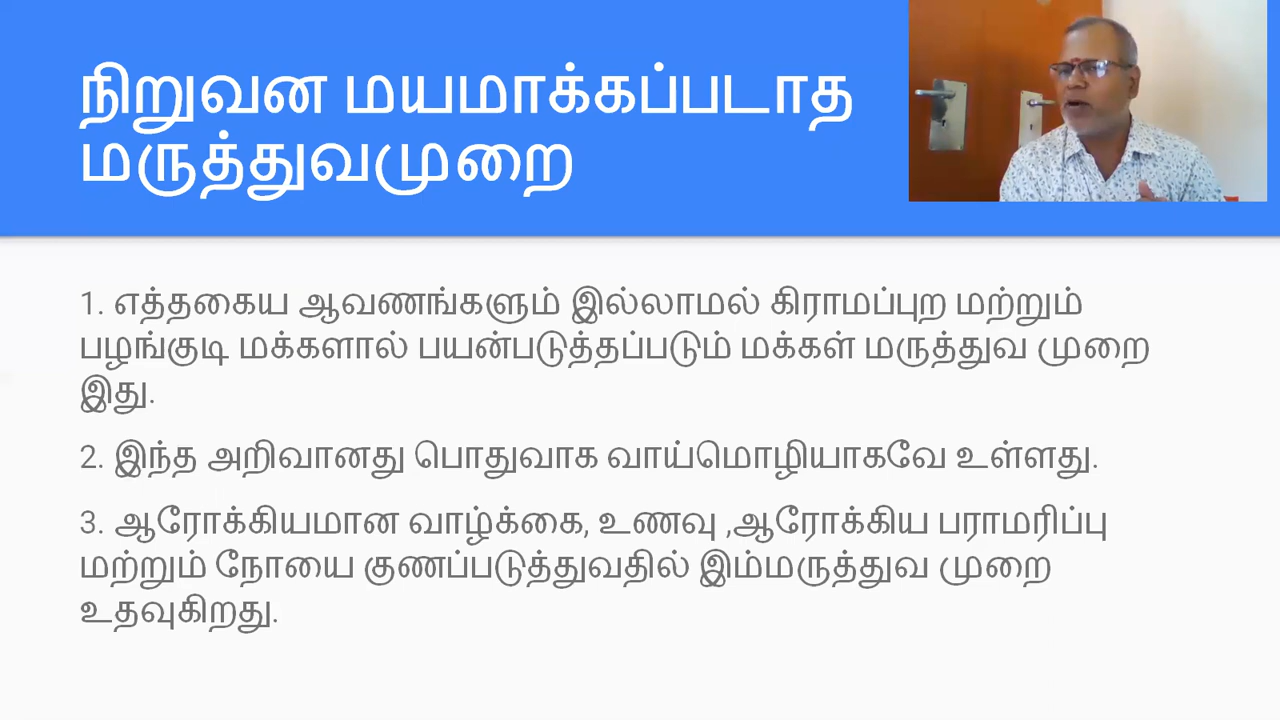 நிறுவன மயமாக்கப்படாத
மருத்துவமுறை
1. எத்தகைய ஆவணங்களும் இல்லாமல் கிராமப்புற மற்றும்
பழங்குடி மக்களால் பயன்படுத்தப்படும் மக்கள் மருத்துவ முறை
இது.
2. இந்த அறிவானது பொதுவாக வாய்மொழியாகவே உள்ளது.
3. ஆரோக்கியமான வாழ்க்கை, உணவு ,ஆரோக்கிய பராமரிப்பு
மற்றும் நோயை குணப்படுத்துவதில் இம்மருத்துவ முறை
உதவுகிறது.